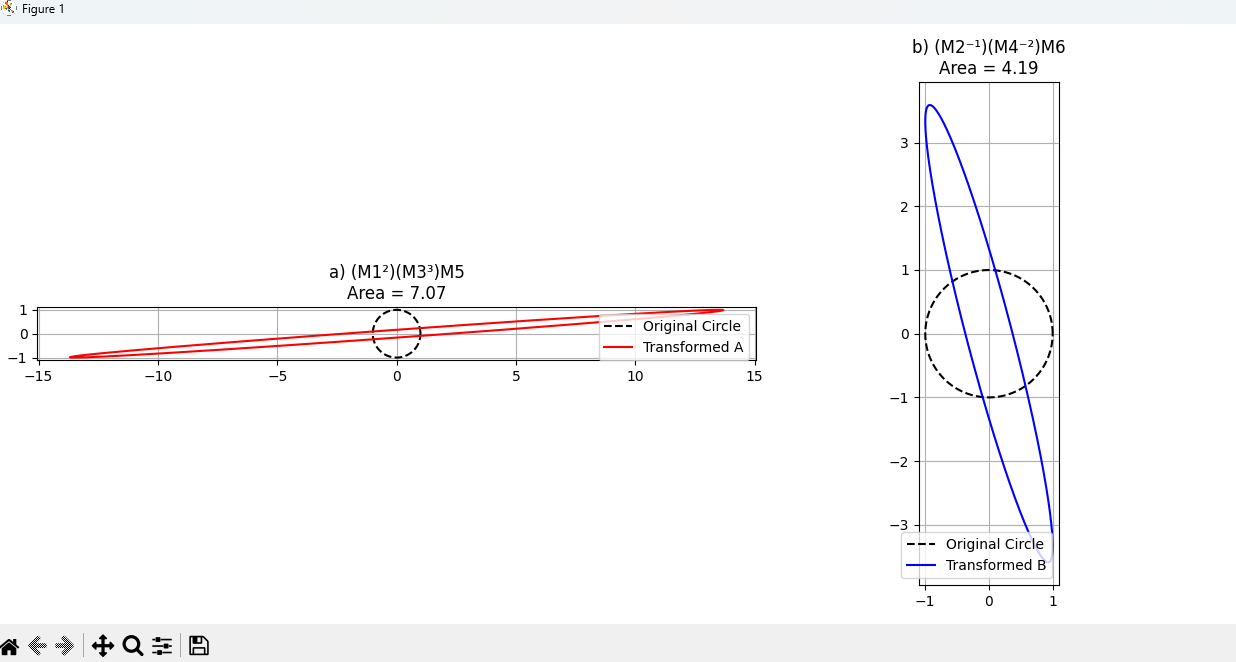 Figure 1
a) (M1²)(M3³)M5
Area = 7.07
1
0
−1
−15
−10
−5
0
5
10
15
Original Circle
Transformed A
b) (M2⁻¹)(M4⁻²)M6
Area = 4.19
3
2
1
0
−1
−2
−3
−1
0
1
Original Circle
Transformed B